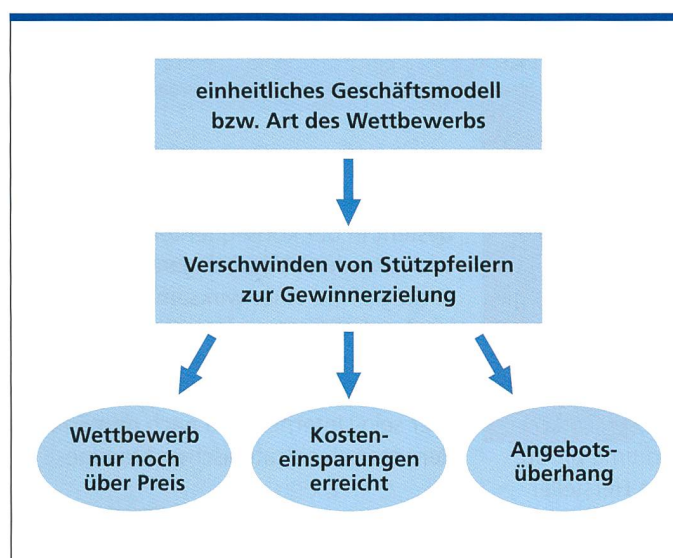 einheitliches Geschäftsmodell
bzw. Art des Wettbewerbs
Verschwinden von Stützpfeilern
zur Gewinnerzielung
Wettbewerb
nur noch
über Preis
Kosten-
einsparungen
erreicht
Angebots-
überhang